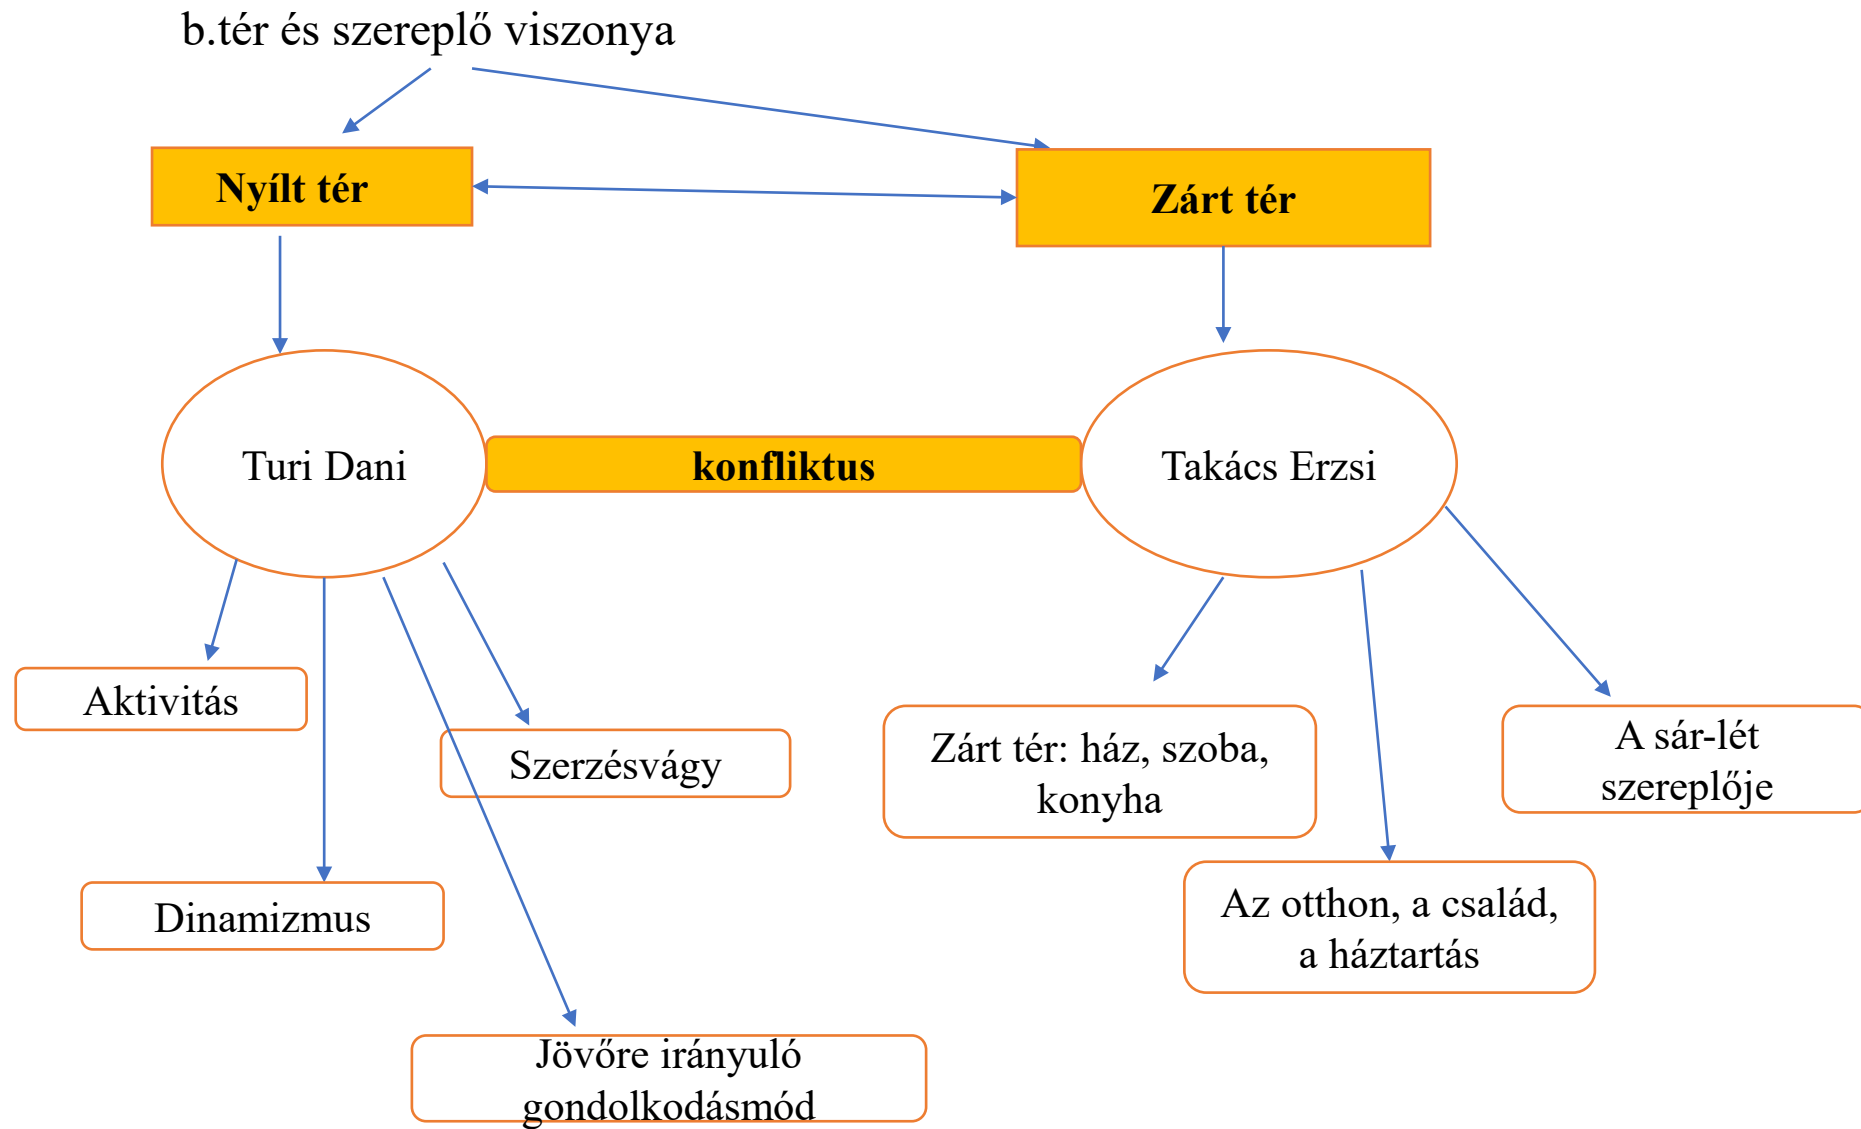 b.tér és szereplő viszonya
Nyílt tér
Zárt tér
Turi Dani
konfliktus
Takács Erzsi
Aktivitás
Szerzésvágy
Zárt tér: ház, szoba,
konyha
A sár-lét
szereplője
Dinamizmus
Az otthon, a család,
a háztartás
Jövőre irányuló
gondolkodásmód